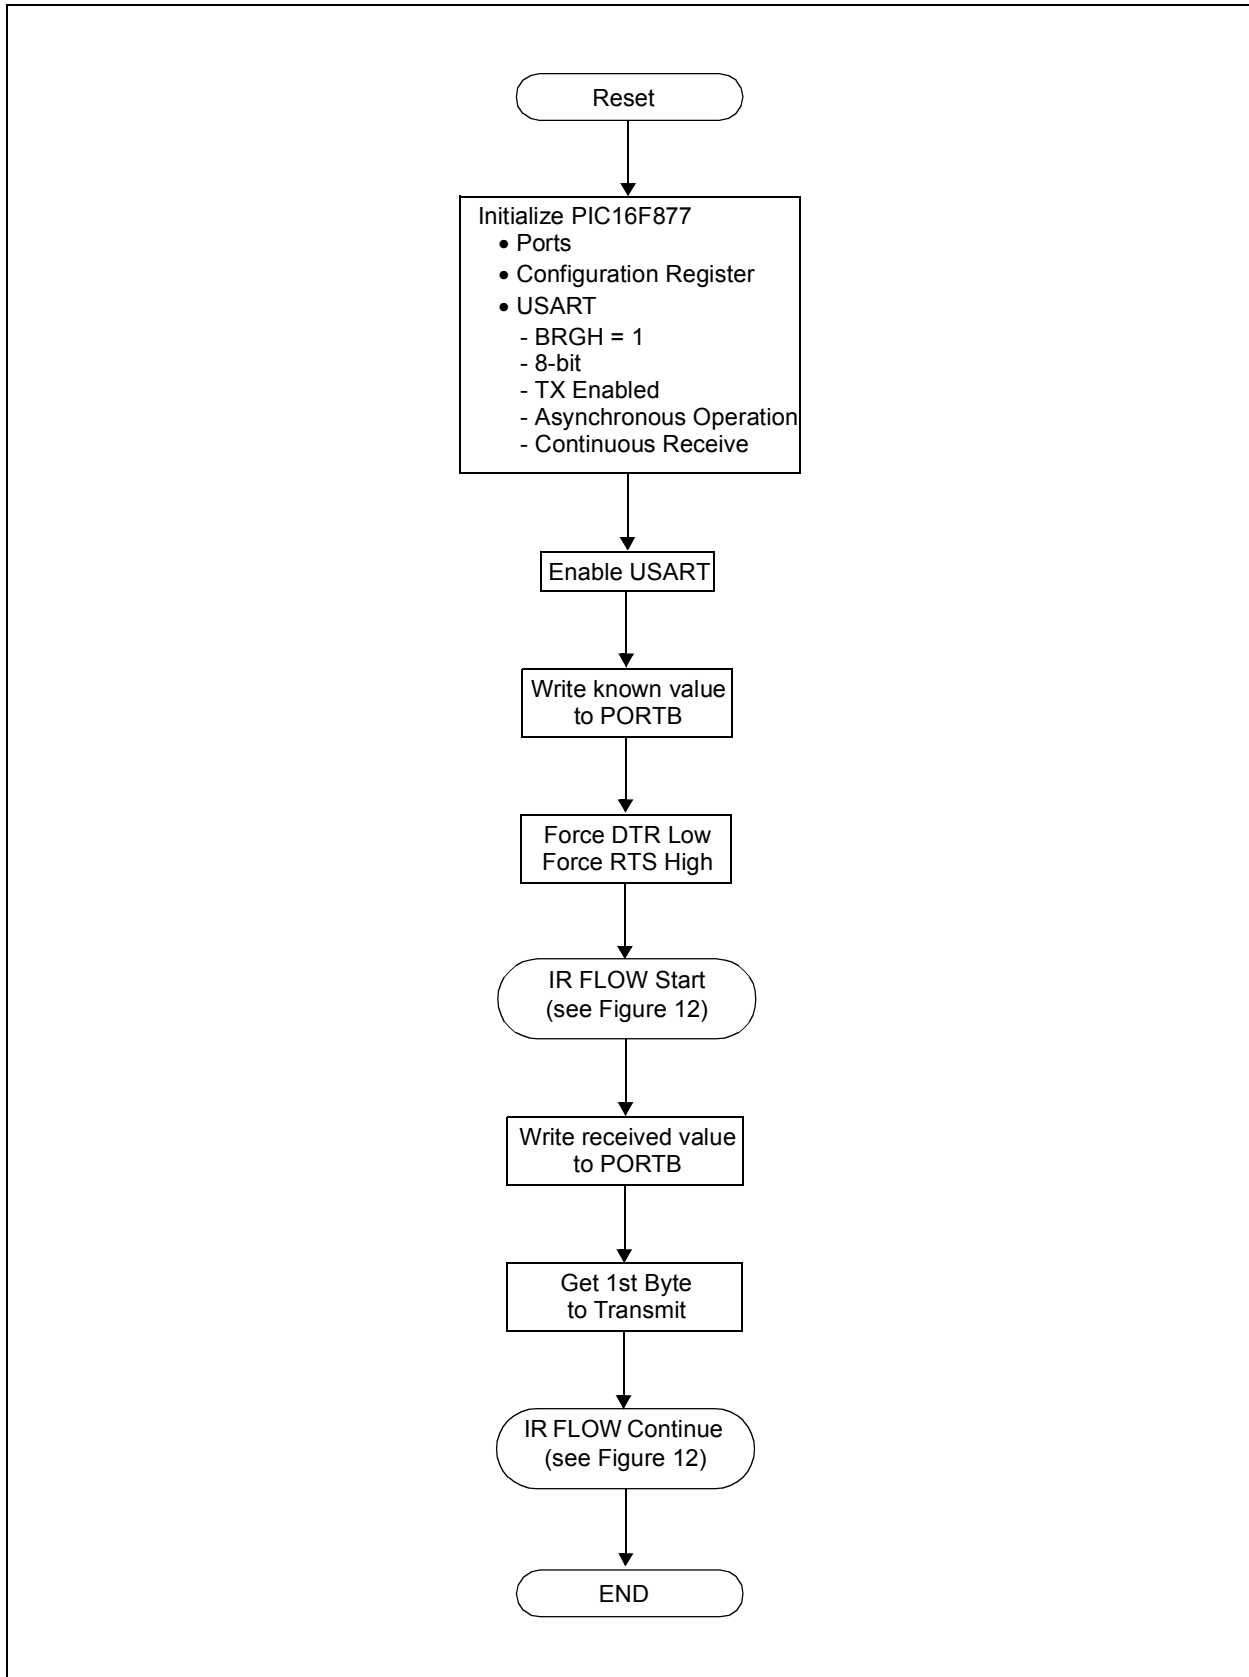 Reset
Initialize PIC16F877
• Ports
• Configuration Register
• USART
- BRGH = 1
- 8-bit
- TX Enabled
- Asynchronous Operation
- Continuous Receive
Enable USART
Write known value
to PORTB
Force DTR Low
Force RTS High
IR FLOW Start
(see Figure 12)
Write received value
to PORTB
Get 1st Byte
to Transmit
IR FLOW Continue
(see Figure 12)
END